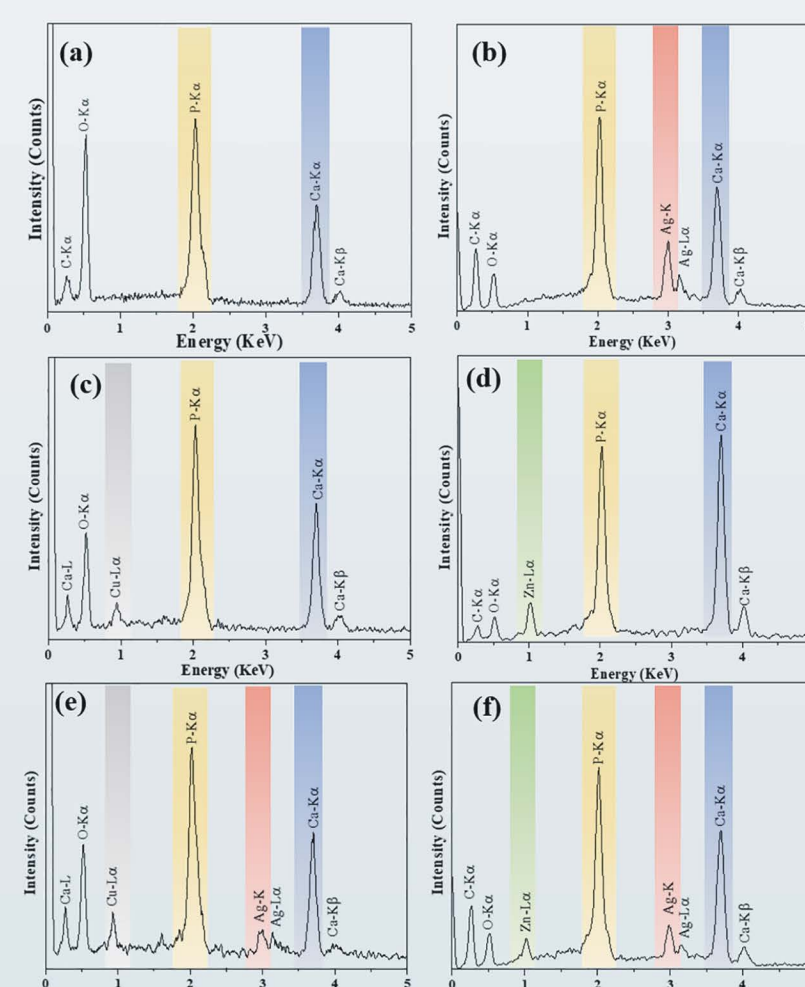 (a)
Intensity (Counts)
C-Kα
O-Kα
P-Kα
Ca-Kα
Ca-Kβ
0 1 2 3 4 5
Energy (KeV)
(b)
Intensity (Counts)
C-Kα
O-Kα
P-Kα
Ag-K
Ag-Lα
Ca-Kα
Ca-Kβ
0 1 2 3 4
Energy (KeV)
(c)
Intensity (Counts)
Ca-L
O-Kα
Cu-Lα
P-Kα
Ca-Kα
Ca-Kβ
0 1 2 3 4 5
Energy (KeV)
(d)
Intensity (Counts)
C-Kα
O-Kα
Zn-Lα
P-Kα
Ca-Kα
Ca-Kβ
0 1 2 3 4
Energy (KeV)
(e)
Intensity (Counts)
Ca-L
O-Kα
Cu-Lα
P-Kα
Ag-K
Ag-Lα
Ca-Kα
Ca-Kβ
0 1 2 3 4 5
(f)
Intensity (Counts)
C-Kα
O-Kα
Zn-Lα
P-Kα
Ag-K
Ag-Lα
Ca-Kα
Ca-Kβ
0 1 2 3 4